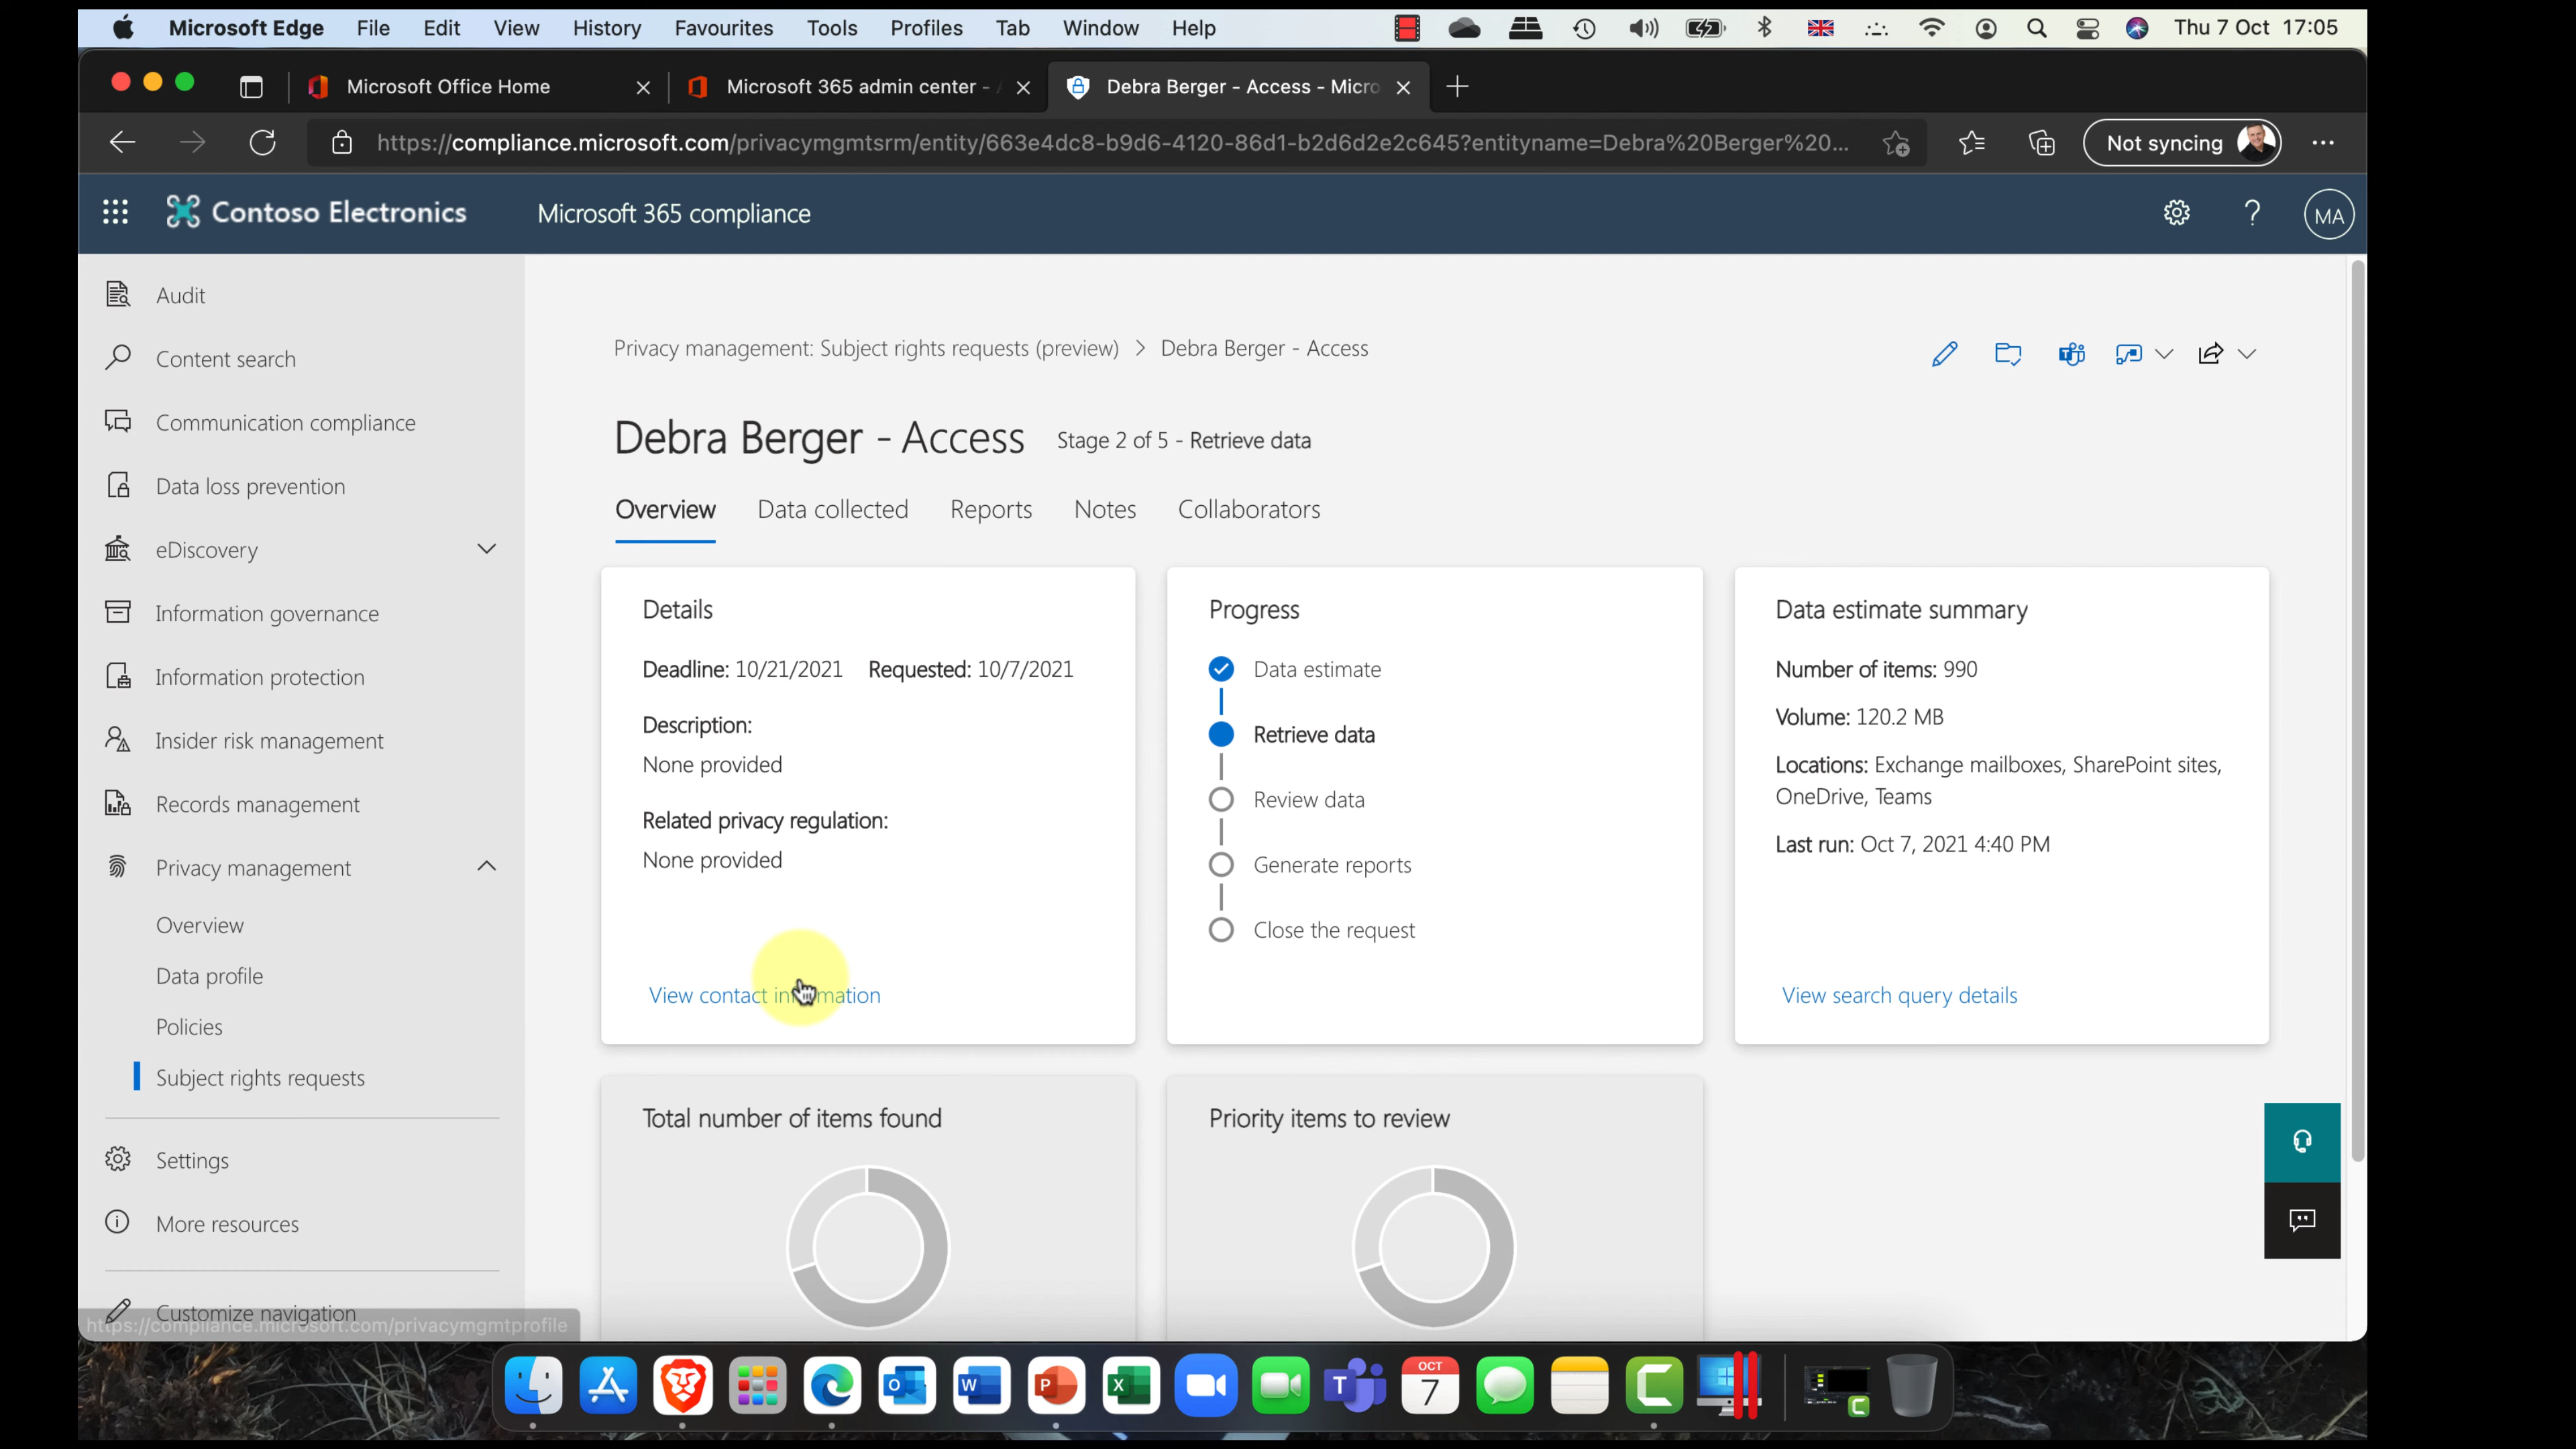 Microsoft Edge File Edit View History Favourites Tools Profiles Tab Window Help Thu 7 Oct 17:05
Microsoft Office Home Microsoft 365 admin center - Debra Berger - Access - Micro
https://compliance.microsoft.com/privacymgmtsrm/entity/663e4dc8-b9d6-4120-86d1-b2d6d2e2c645?entityname=Debra%20Berger%20... Not syncing
Contoso Electronics Microsoft 365 compliance MA
Audit
Content search
Communication compliance
Data loss prevention
eDiscovery
Information governance
Information protection
Insider risk management
Records management
Privacy management
Overview
Data profile
Policies
Subject rights requests
Settings
More resources
Customize navigation
https://compliance.microsoft.com/privacymgmtprofile
Privacy management: Subject rights requests (preview) > Debra Berger - Access
Debra Berger - Access Stage 2 of 5 - Retrieve data
Overview Data collected Reports Notes Collaborators
Details
Deadline: 10/21/2021 Requested: 10/7/2021
Description:
None provided
Related privacy regulation:
None provided
View contact information
Progress
Data estimate
Retrieve data
Review data
Generate reports
Close the request
Data estimate summary
Number of items: 990
Volume: 120.2 MB
Locations: Exchange mailboxes, SharePoint sites,
OneDrive, Teams
Last run: Oct 7, 2021 4:40 PM
View search query details
Total number of items found
Priority items to review
OCT
7